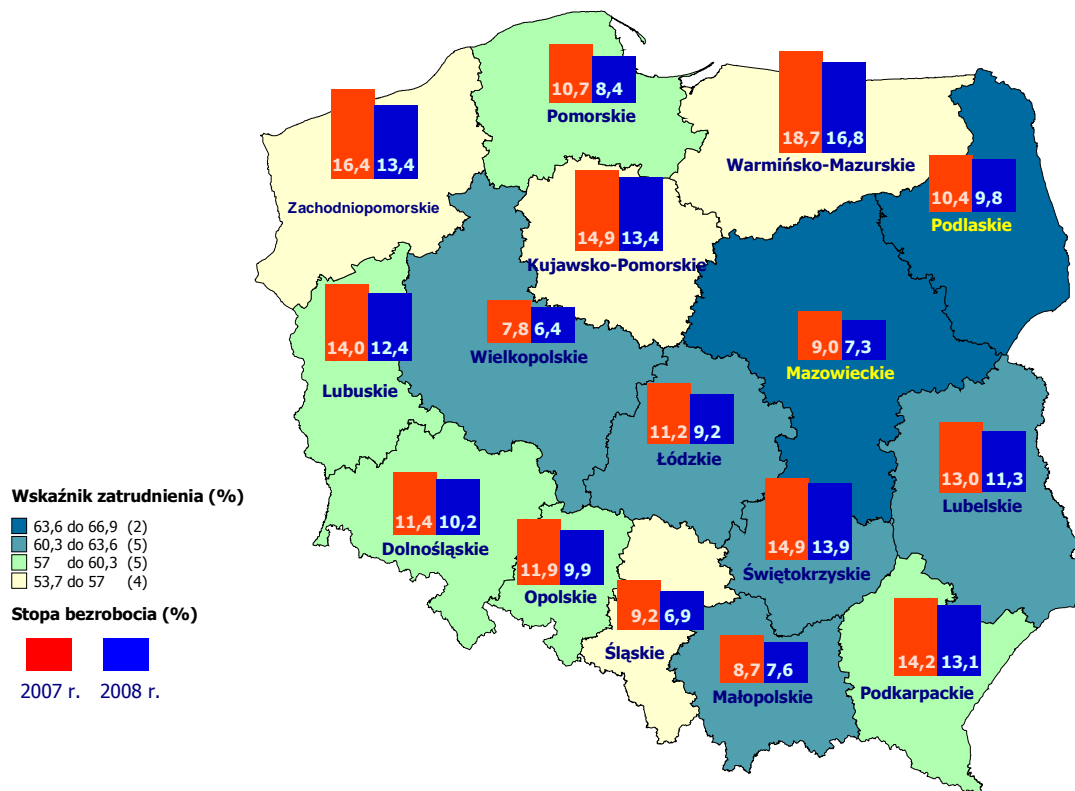 10,7 8,4
Pomorskie
18,7 16,8
Warmińsko-Mazurskie
16,4 13,4
Zachodniopomorskie
10,4 9,8
Podlaskie
14,9 13,4
Kujawsko-Pomorskie
14,0 12,4
Lubuskie
7,8 6,4
Wielkopolskie
9,0 7,3
Mazowieckie
11,2 9,2
Łódzkie
13,0 11,3
Lubelskie
11,4 10,2
Dolnośląskie
11,9 9,9
Opolskie
14,9 13,9
Świętokrzyskie
9,2 6,9
Śląskie
8,7 7,6
Małopolskie
14,2 13,1
Podkarpackie
Wskaźnik zatrudnienia (%)
63,6 do 66,9 (2)
60,3 do 63,6 (5)
57 do 60,3 (5)
53,7 do 57 (4)
Stopa bezrobocia (%)
2007 r. 2008 r.